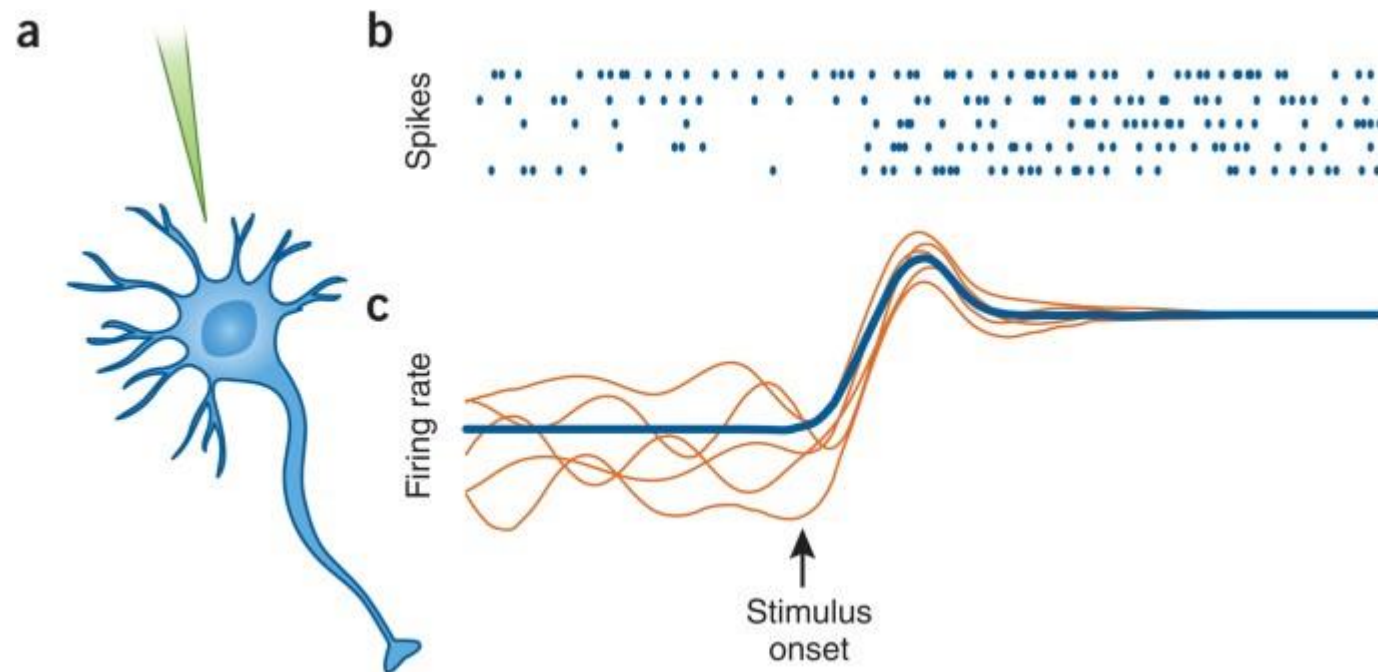 a
b
Spikes
c
Firing rate
Stimulus
onset